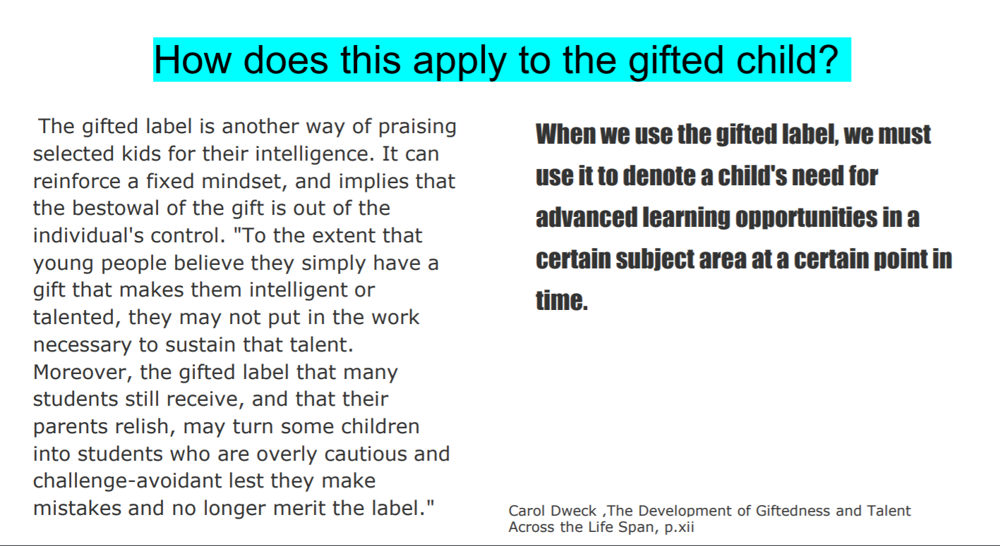 How does this apply to the gifted child?
The gifted label is another way of praising
selected kids for their intelligence. It can
reinforce a fixed mindset, and implies that
the bestowal of the gift is out of the
individual's control. "To the extent that
young people believe they simply have a
gift that makes them intelligent or
talented, they may not put in the work
necessary to sustain that talent.
Moreover, the gifted label that many
students still receive, and that their
parents relish, may turn some children
into students who are overly cautious and
challenge-avoidant lest they make
mistakes and no longer merit the label."
When we use the gifted label, we must
use it to denote a child's need for
advanced learning opportunities in a
certain subject area at a certain point in
time.
Carol Dweck ,The Development of Giftedness and Talent
Across the Life Span, p.xii